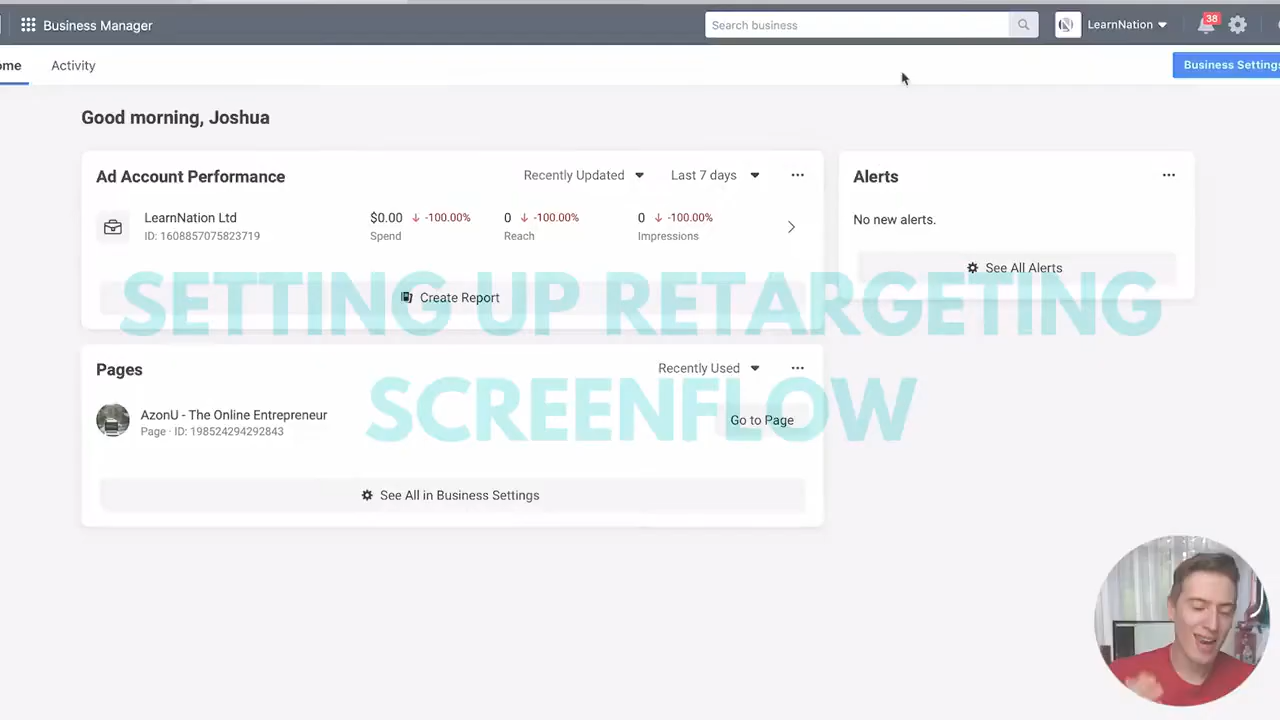 Business Manager
Search business
LearnNation
38
ome
Activity
Business Settings
Good morning, Joshua
Ad Account Performance
Recently Updated
Last 7 days
Alerts
LearnNation Ltd
ID: 1608857075823719
$0.00 ↓ -100.00%
Spend
0 ↓ -100.00%
Reach
0 ↓ -100.00%
Impressions
No new alerts.
See All Alerts
Create Report
SETTING UP RETARGETING
SCREENFLOW
Pages
Recently Used
AzonU - The Online Entrepreneur
Page · ID: 198524294292843
Go to Page
See All in Business Settings